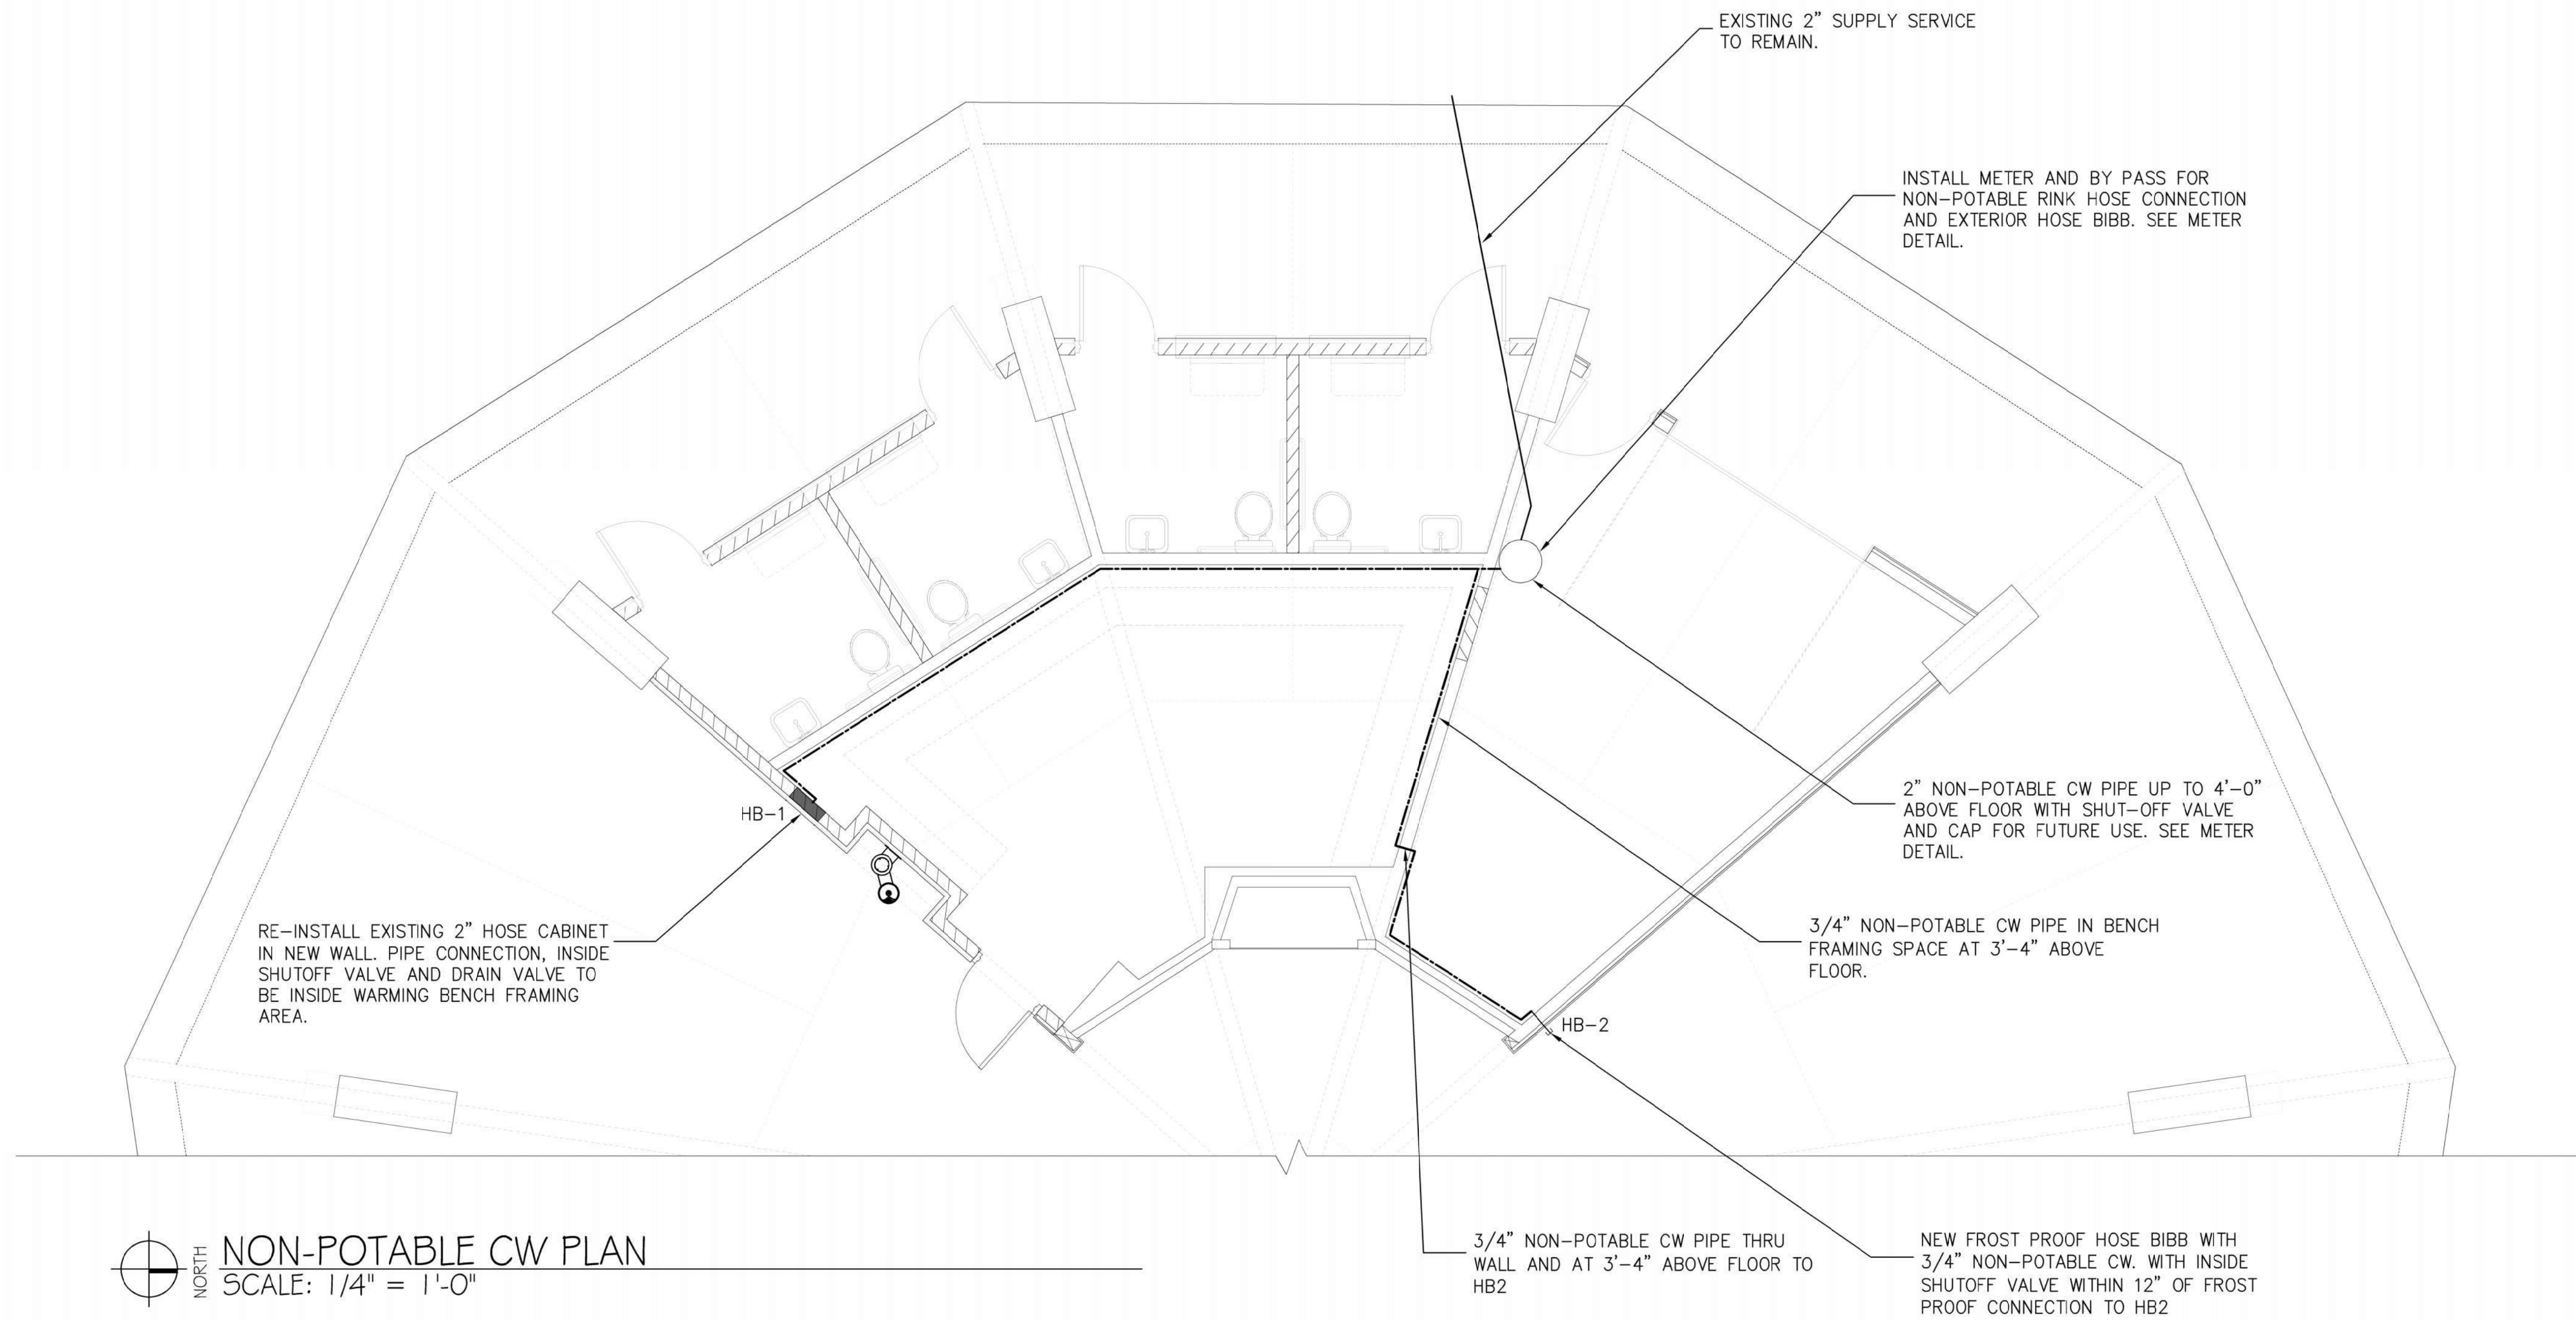 EXISTING 2” SUPPLY SERVICE
TO REMAIN.
INSTALL METER AND BY PASS FOR
NON-POTABLE RINK HOSE CONNECTION
AND EXTERIOR HOSE BIBB. SEE METER
DETAIL.
2” NON-POTABLE CW PIPE UP TO 4'-0”
ABOVE FLOOR WITH SHUT-OFF VALVE
AND CAP FOR FUTURE USE. SEE METER
DETAIL.
HB-1
RE-INSTALL EXISTING 2” HOSE CABINET
IN NEW WALL. PIPE CONNECTION, INSIDE
SHUTOFF VALVE AND DRAIN VALVE TO
BE INSIDE WARMING BENCH FRAMING
AREA.
3/4” NON-POTABLE CW PIPE IN BENCH
FRAMING SPACE AT 3'-4” ABOVE
FLOOR.
HB-2
3/4” NON-POTABLE CW PIPE THRU
WALL AND AT 3'-4” ABOVE FLOOR TO
HB2
NEW FROST PROOF HOSE BIBB WITH
3/4” NON-POTABLE CW. WITH INSIDE
SHUTOFF VALVE WITHIN 12” OF FROST
PROOF CONNECTION TO HB2
NORTH
NON-POTABLE CW PLAN
SCALE: 1/4" = 1'-0"